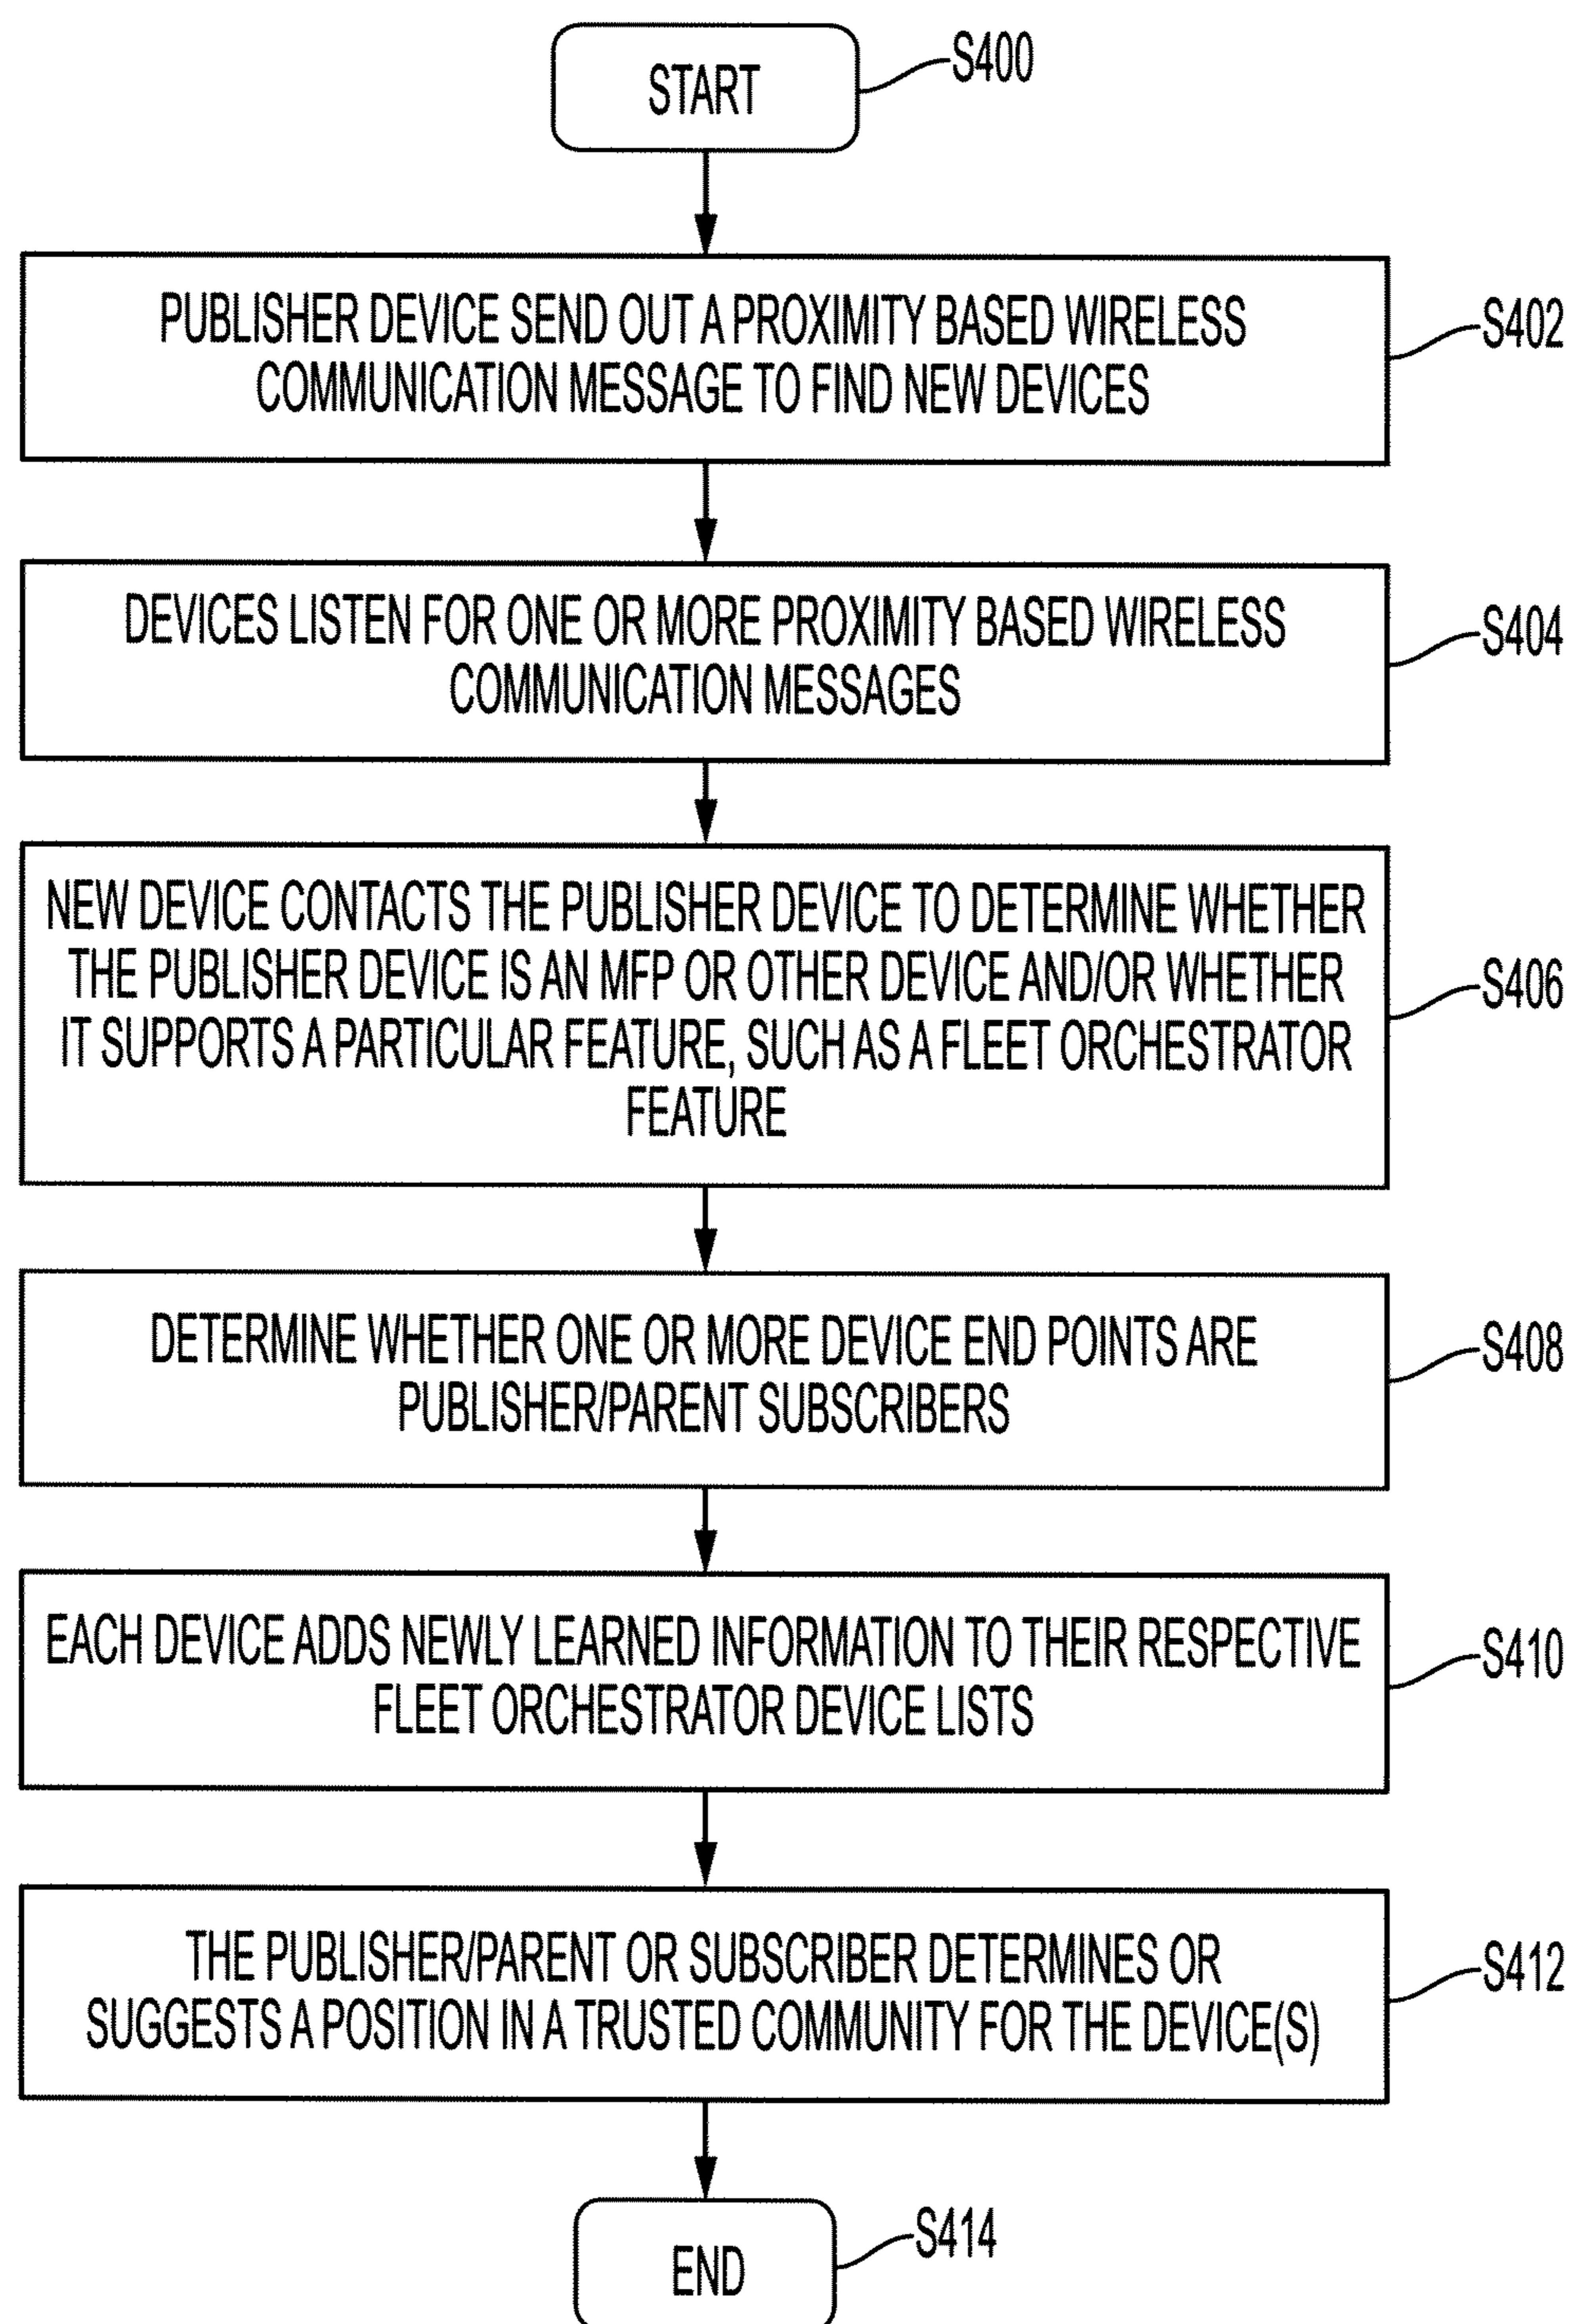 START
S400
PUBLISHER DEVICE SEND OUT A PROXIMITY BASED WIRELESS
COMMUNICATION MESSAGE TO FIND NEW DEVICES
S402
DEVICES LISTEN FOR ONE OR MORE PROXIMITY BASED WIRELESS
COMMUNICATION MESSAGES
S404
NEW DEVICE CONTACTS THE PUBLISHER DEVICE TO DETERMINE WHETHER
THE PUBLISHER DEVICE IS AN MFP OR OTHER DEVICE AND/OR WHETHER
IT SUPPORTS A PARTICULAR FEATURE, SUCH AS A FLEET ORCHESTRATOR
FEATURE
S406
DETERMINE WHETHER ONE OR MORE DEVICE END POINTS ARE
PUBLISHER/PARENT SUBSCRIBERS
S408
EACH DEVICE ADDS NEWLY LEARNED INFORMATION TO THEIR RESPECTIVE
FLEET ORCHESTRATOR DEVICE LISTS
S410
THE PUBLISHER/PARENT OR SUBSCRIBER DETERMINES OR
SUGGESTS A POSITION IN A TRUSTED COMMUNITY FOR THE DEVICE(S)
S412
END
S414